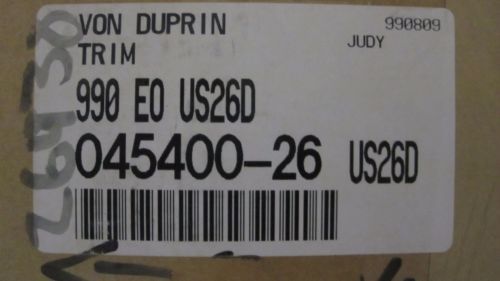 VON DUPRIN 990809
TRIM JUDY
990 EO US26D
045400-26 US26D